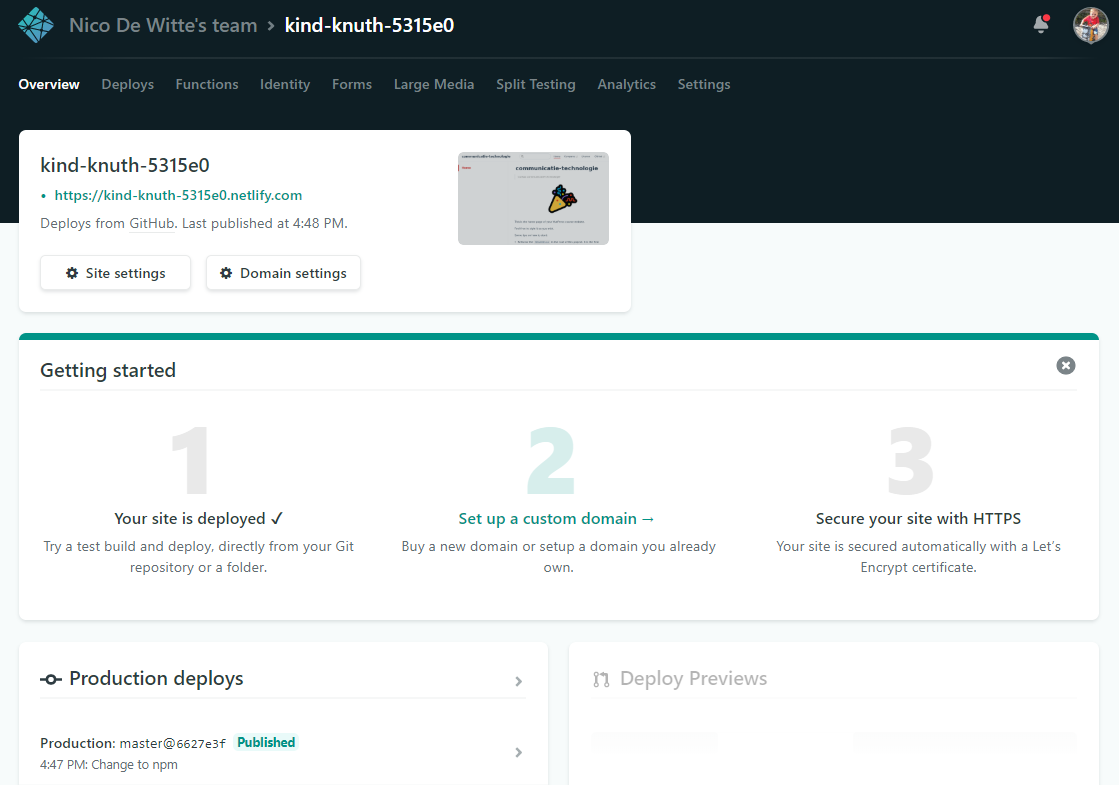 Nico De Witte's team › kind-knuth-5315e0
Overview Deploys Functions Identity Forms Large Media Split Testing Analytics Settings
kind-knuth-5315e0
• https://kind-knuth-5315e0.netlify.com
Deploys from GitHub. Last published at 4:48 PM.
Site settings Domain settings
communicatie-technologie
communicatie-technologie
Getting started
1 2 3
Your site is deployed ✓
Try a test build and deploy, directly from your Git
repository or a folder.
Set up a custom domain →
Buy a new domain or setup a domain you already
own.
Secure your site with HTTPS
Your site is secured automatically with a Let’s
Encrypt certificate.
Production deploys
Production: master@6627e3f Published
4:47 PM: Change to npm
Deploy Previews